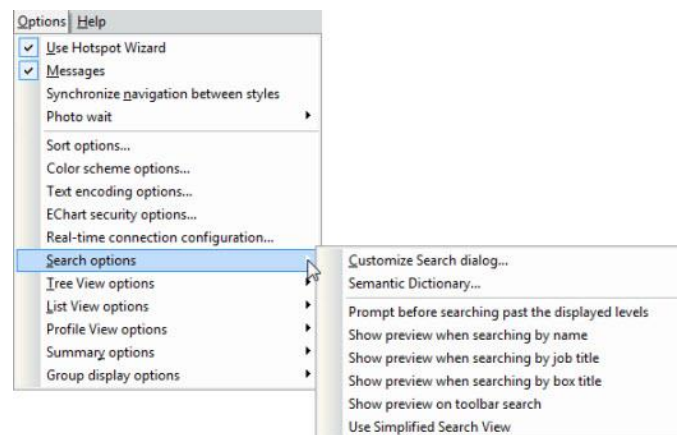 Options Help
Use Hotspot Wizard
Messages
Synchronize navigation between styles
Photo wait
Sort options...
Color scheme options...
Text encoding options...
EChart security options...
Real-time connection configuration...
Search options
Tree View options
List View options
Profile View options
Summary options
Group display options
Customize Search dialog...
Semantic Dictionary...
Prompt before searching past the displayed levels
Show preview when searching by name
Show preview when searching by job title
Show preview when searching by box title
Show preview on toolbar search
Use Simplified Search View